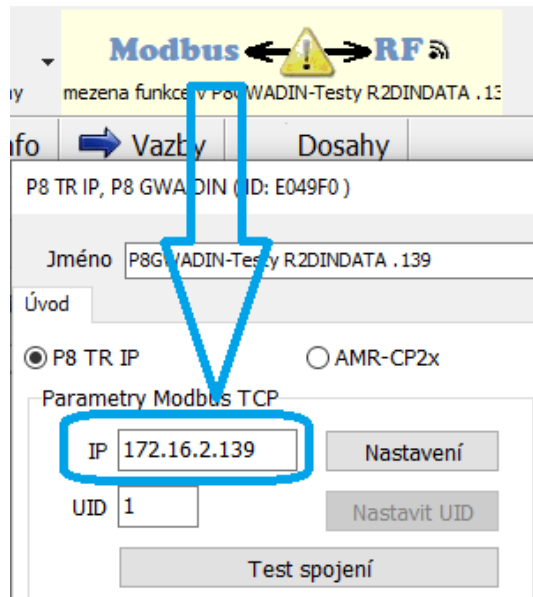 Modbus RF
mezena funkce v P8GWADIN-Testy R2DINDATA .13
Vazby Dosahy
P8 TR IP, P8 GWADIN ( ID: E049F0 )
Jméno P8GWADIN-Testy R2DINDATA .139
Úvod
P8 TR IP AMR-CP2x
Parametry Modbus TCP
IP 172.16.2.139 Nastavení
UID 1 Nastavit UID
Test spojení